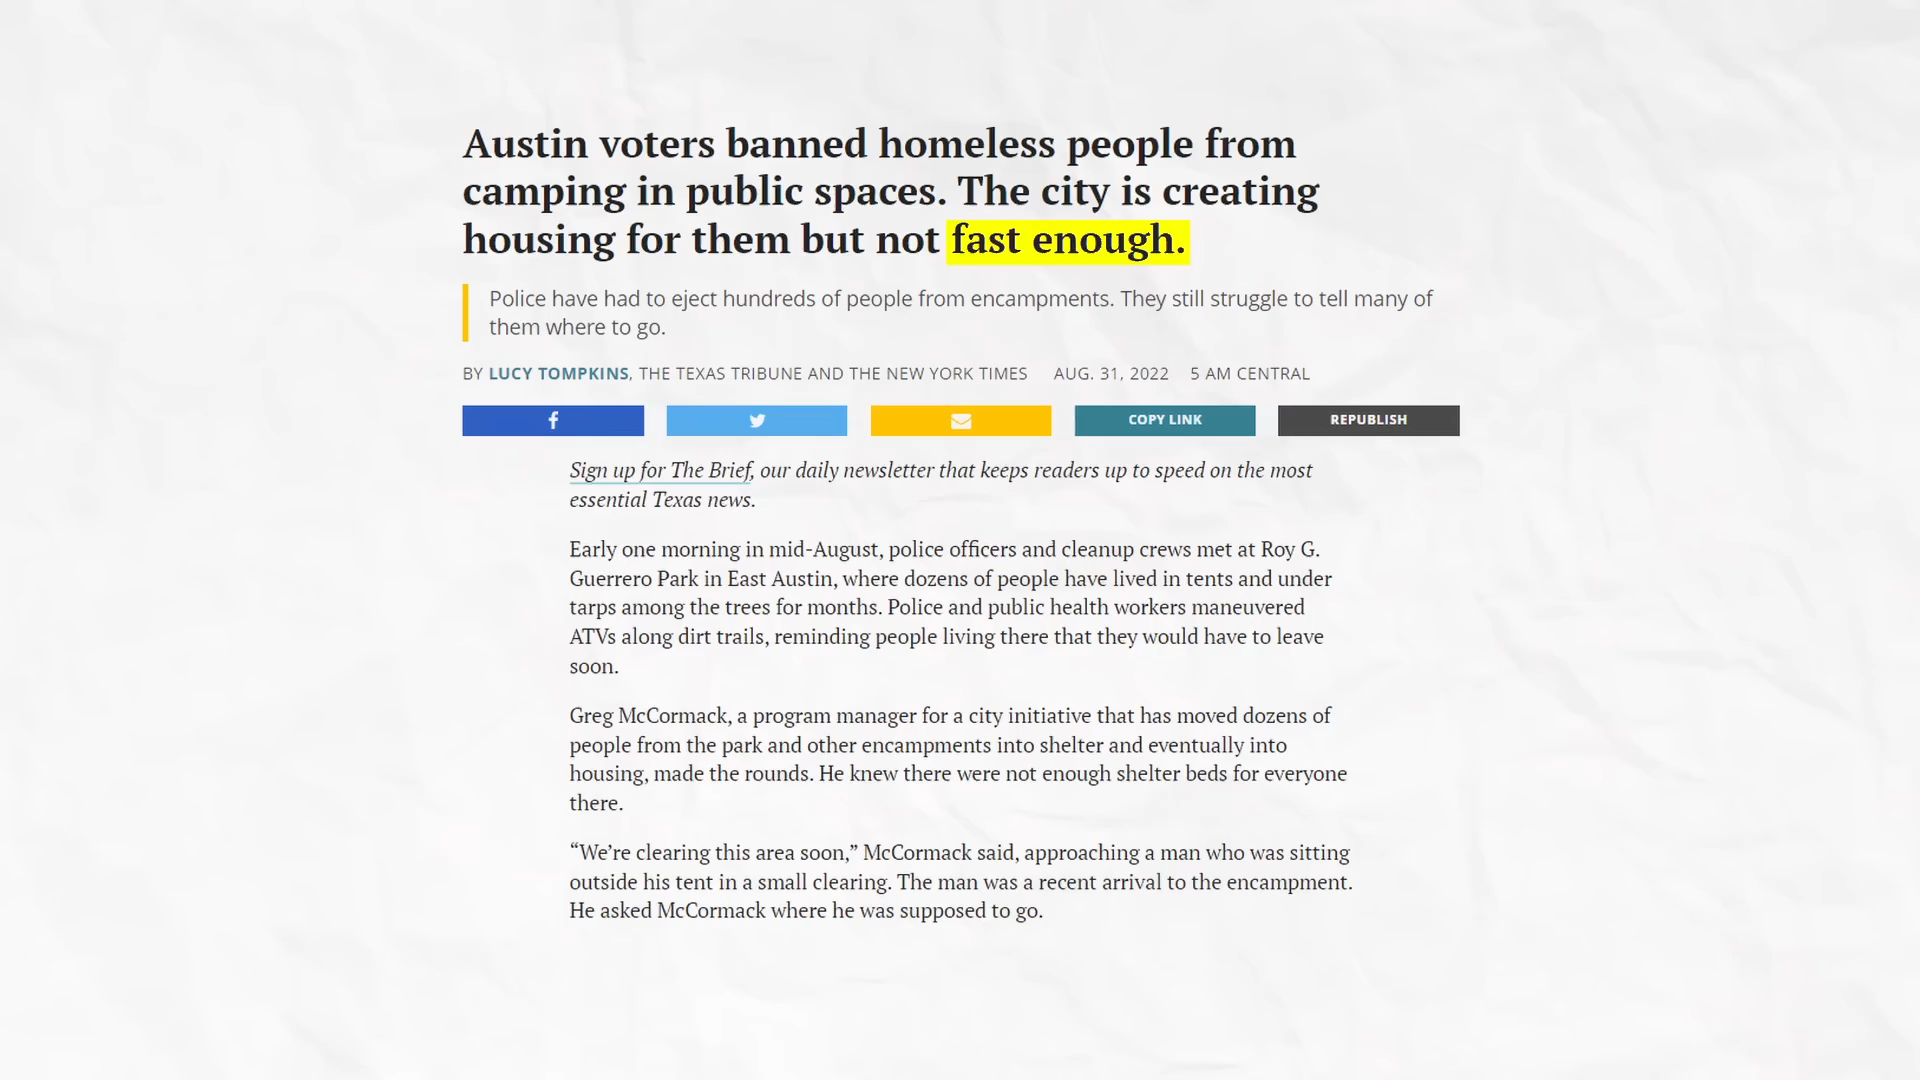 Austin voters banned homeless people from
camping in public spaces. The city is creating
housing for them but not fast enough.
Police have had to eject hundreds of people from encampments. They still struggle to tell many of
them where to go.
BY LUCY TOMPKINS, THE TEXAS TRIBUNE AND THE NEW YORK TIMES AUG. 31, 2022 5 AM CENTRAL
COPY LINK REPUBLISH
Sign up for The Brief, our daily newsletter that keeps readers up to speed on the most
essential Texas news.
Early one morning in mid-August, police officers and cleanup crews met at Roy G.
Guerrero Park in East Austin, where dozens of people have lived in tents and under
tarps among the trees for months. Police and public health workers maneuvered
ATVs along dirt trails, reminding people living there that they would have to leave
soon.
Greg McCormack, a program manager for a city initiative that has moved dozens of
people from the park and other encampments into shelter and eventually into
housing, made the rounds. He knew there were not enough shelter beds for everyone
there.
“We’re clearing this area soon,” McCormack said, approaching a man who was sitting
outside his tent in a small clearing. The man was a recent arrival to the encampment.
He asked McCormack where he was supposed to go.